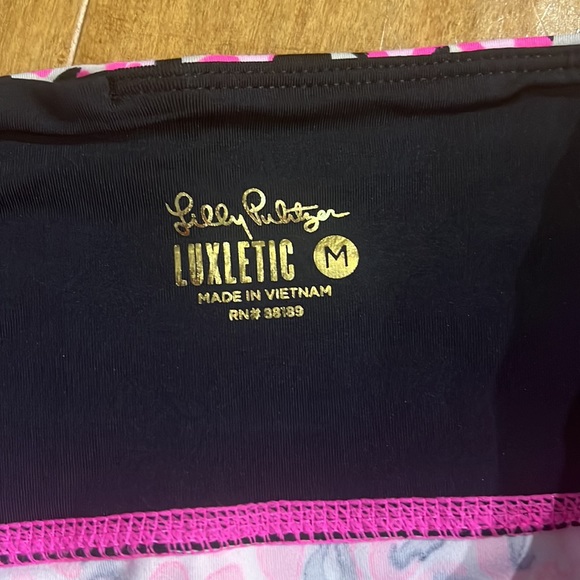 Lilly Pulitzer
LUXLETIC M
MADE IN VIETNAM
RN# 38189